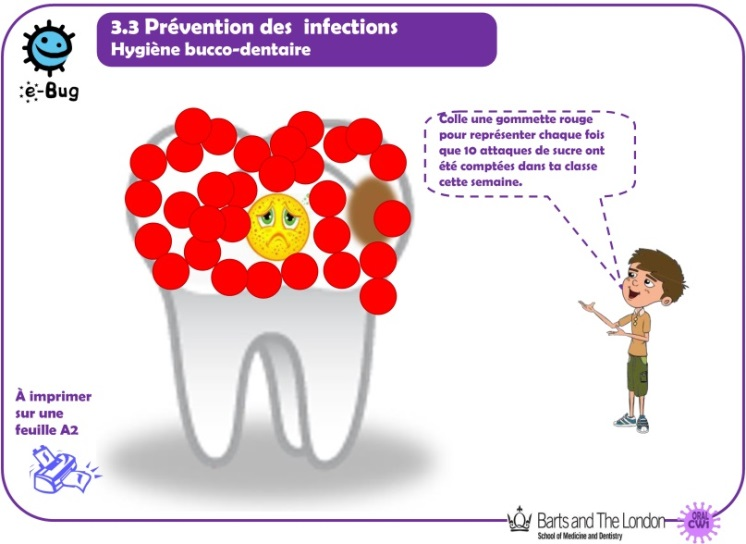 3.3 Prévention des  infections
Hygiène bucco-dentaire
e-Bug
Colle une gommette rouge
pour représenter chaque fois
que 10 attaques de sucre ont
été comptées dans ta classe
cette semaine.
À imprimer
sur une
feuille A2
Barts and The London
School of Medicine and Dentistry
ORAL
CW1